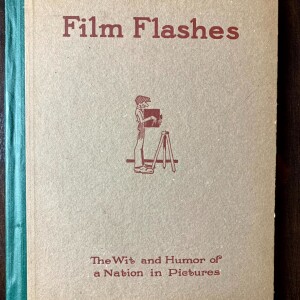 Film Flashes
The Wit and Humor of
a Nation in Pictures